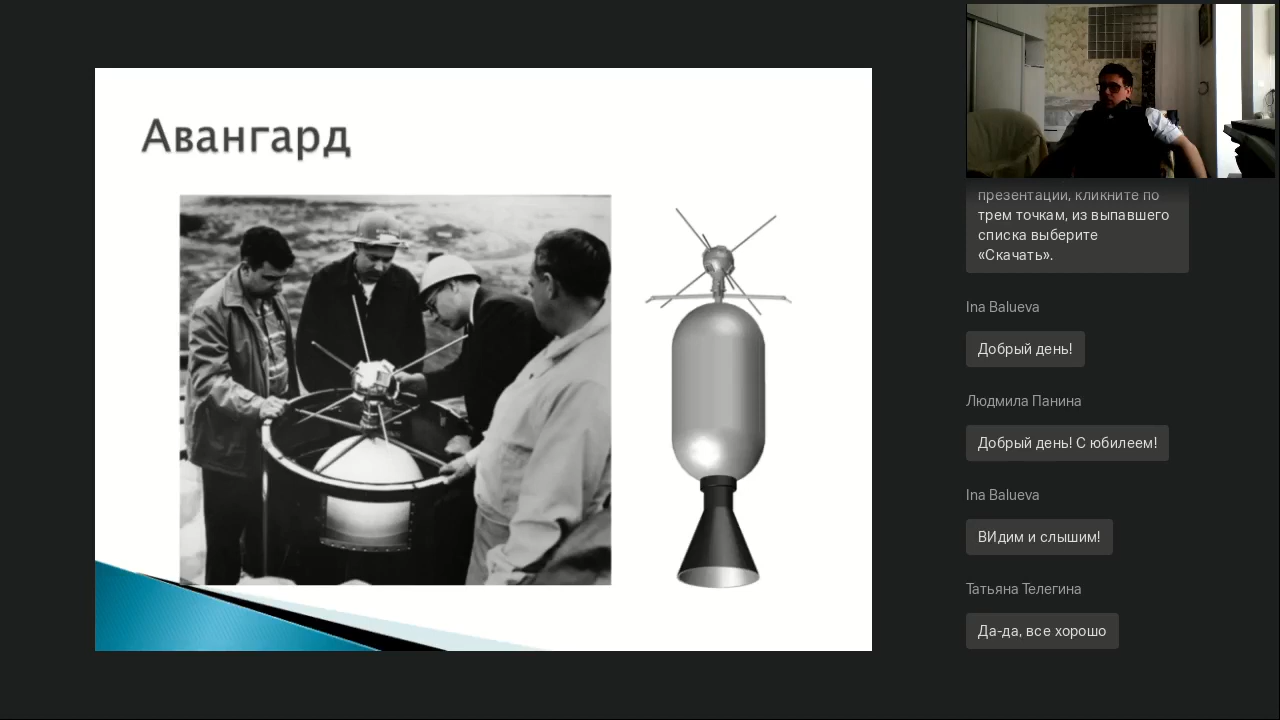 Авангард
презентации, кликните по
трем точкам, из выпавшего
списка выберите
«Скачать».
Ina Balueva
Добрый день!
Людмила Панина
Добрый день! С юбилеем!
Ina Balueva
ВИдим и слышим!
Татьяна Телегина
Да-да, все хорошо